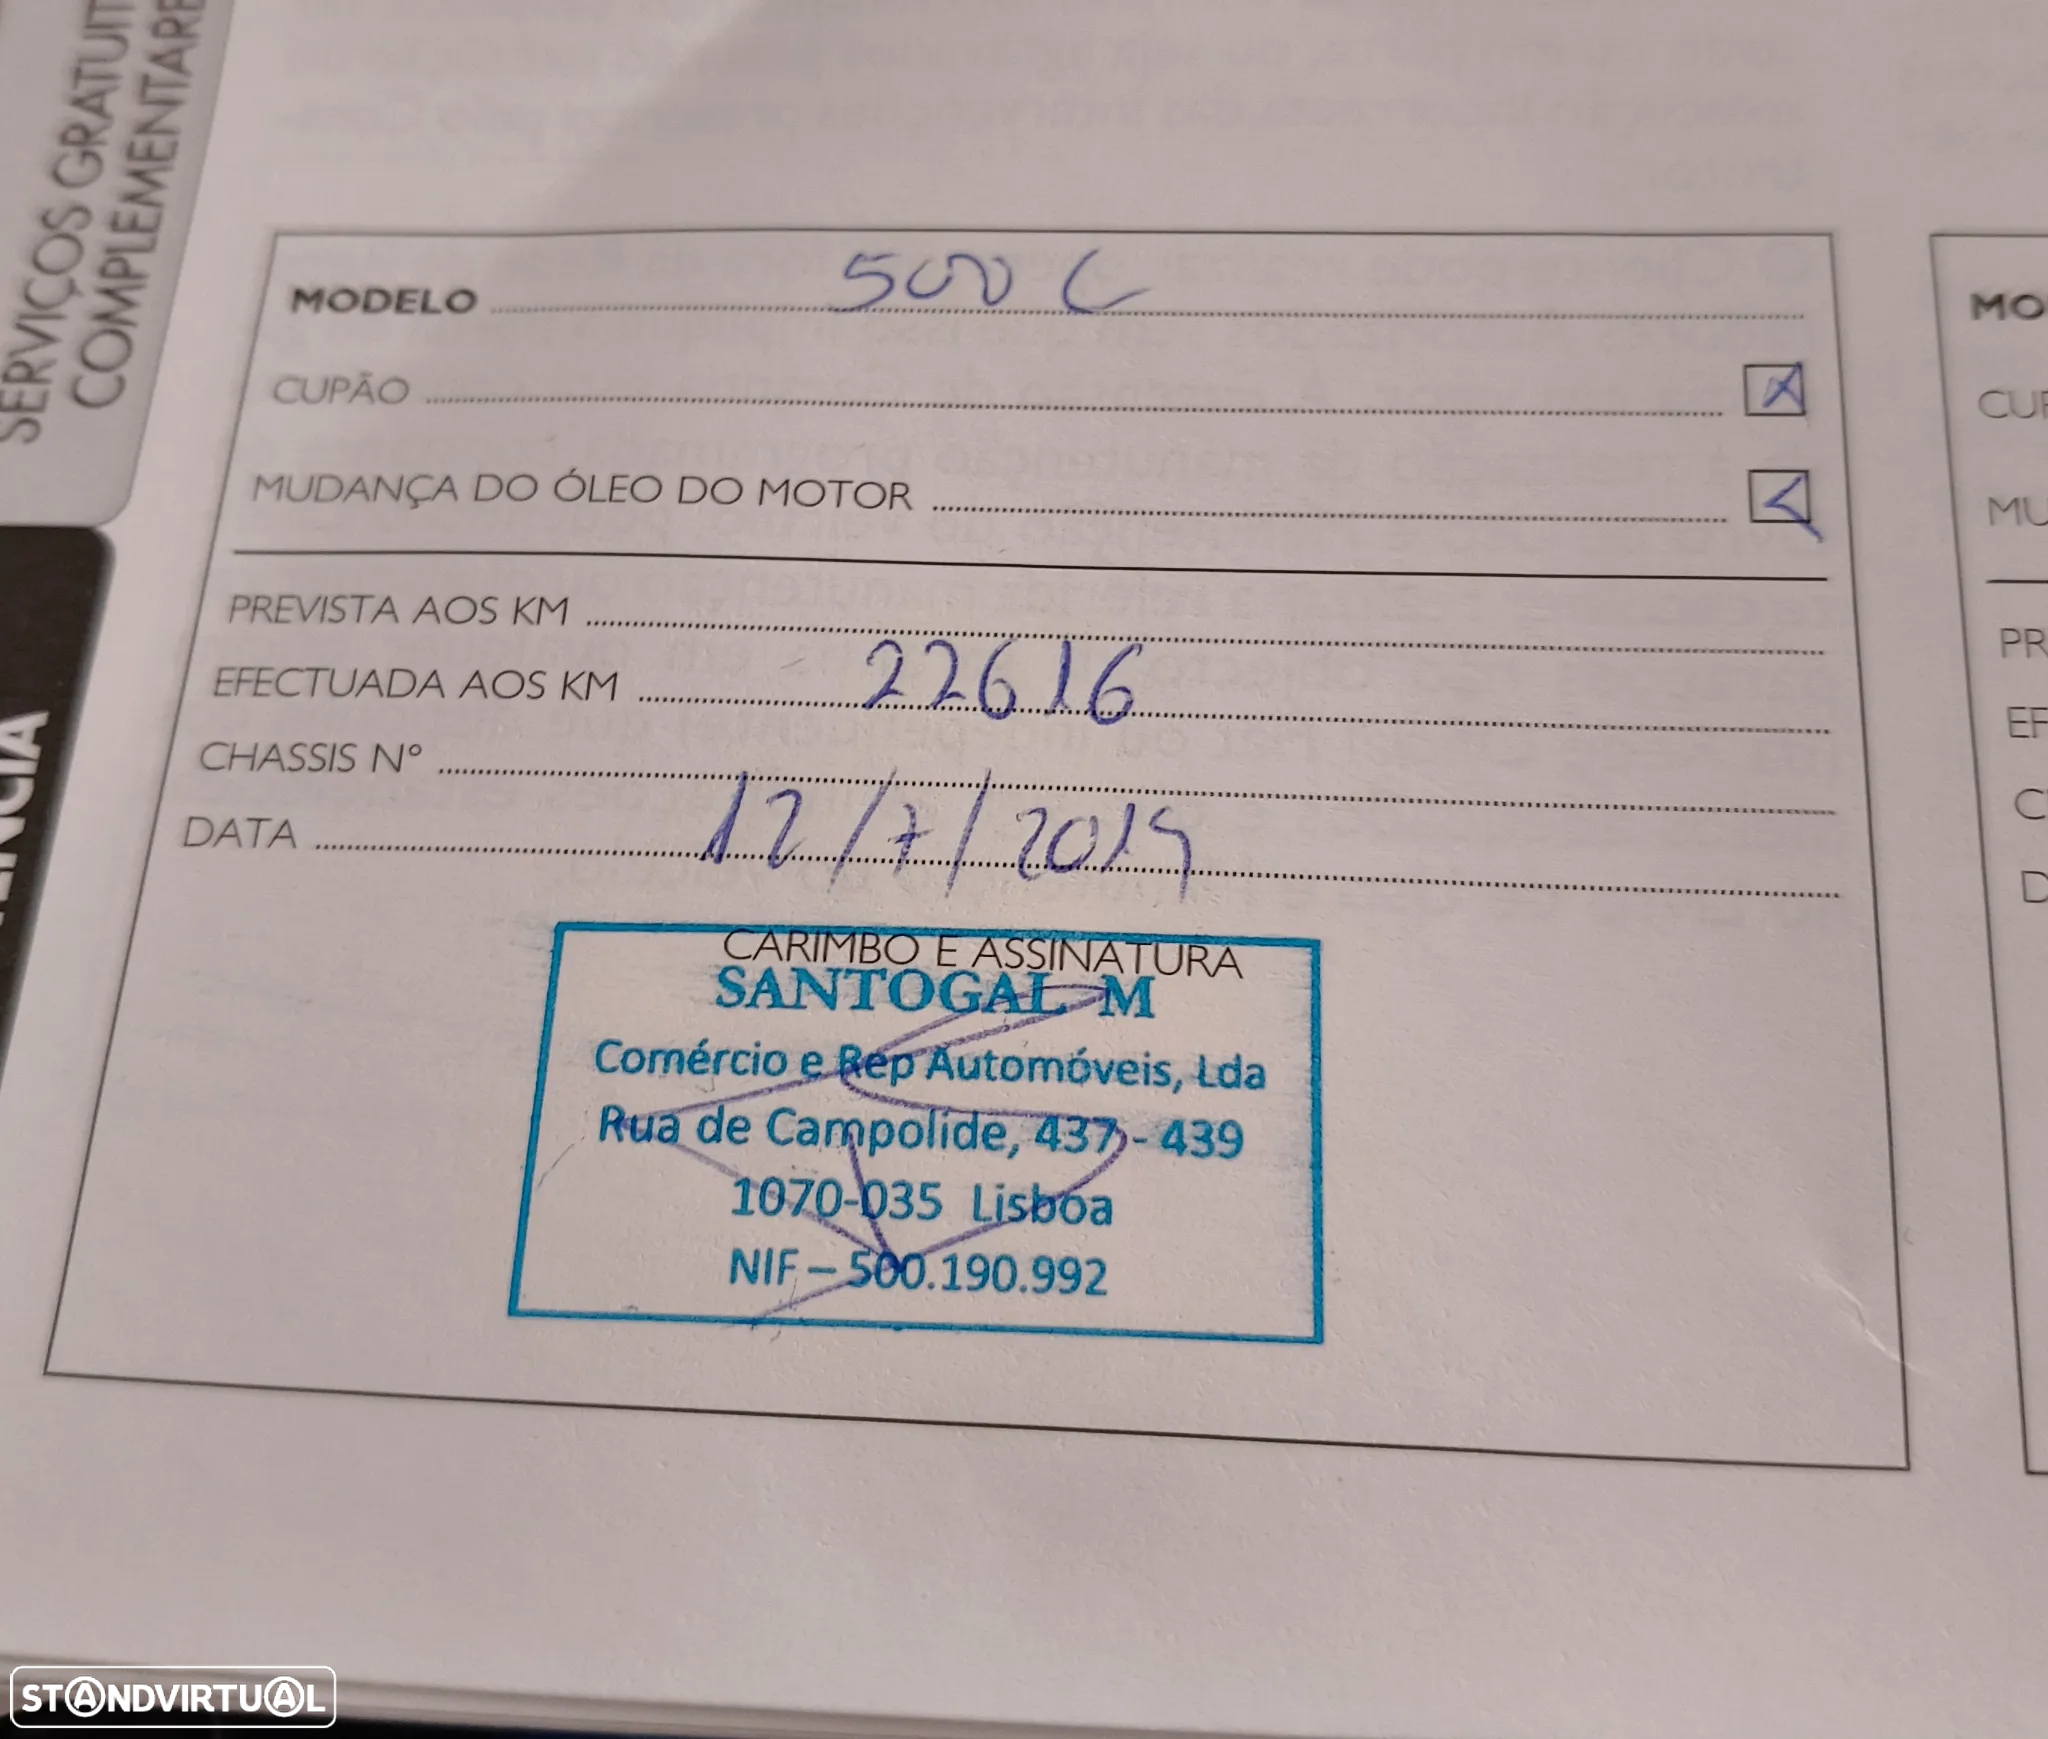 SERVIÇOS GRATUIT
COMPLEMENTARE
MODELO 500 C
CUPÃO
MUDANÇA DO ÓLEO DO MOTOR
PREVISTA AOS KM
EFECTUADA AOS KM 22616
CHASSIS Nº
DATA 12/7/2019
CARIMBO E ASSINATURA
SANTOGAL M
Comércio e Rep Automóveis, Lda
Rua de Campolide, 437 - 439
1070-035 Lisboa
NIF – 500.190.992
MO
CUP
MU
PR
EF
C
D
STANDVIRTUAL